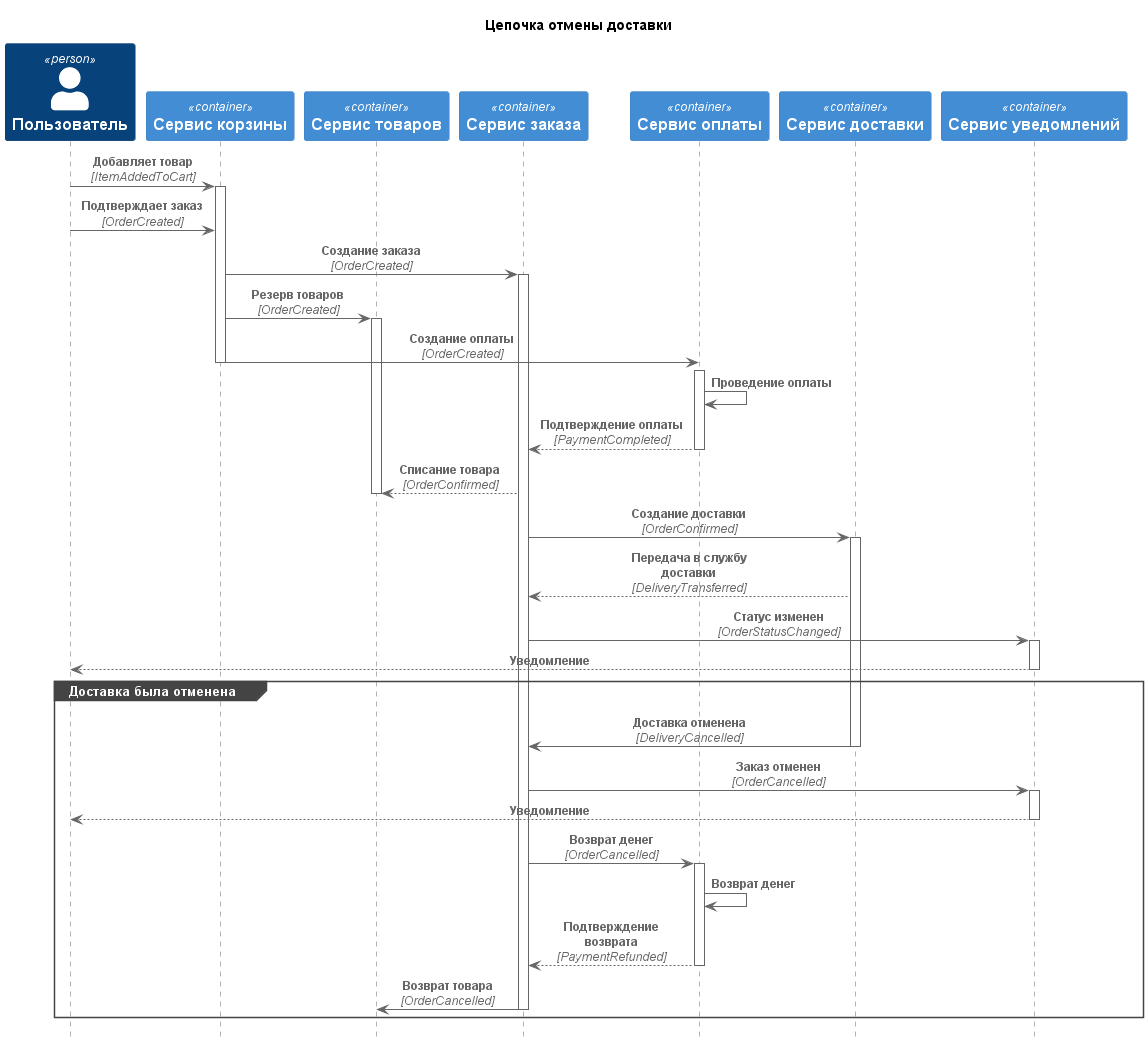 Цепочка отмены доставки
«person»
Пользователь
«container»
Сервис корзины
«container»
Сервис товаров
«container»
Сервис заказа
«container»
Сервис оплаты
«container»
Сервис доставки
«container»
Сервис уведомлений
Добавляет товар
[ItemAddedToCart]
Подтверждает заказ
[OrderCreated]
Создание заказа
[OrderCreated]
Резерв товаров
[OrderCreated]
Создание оплаты
[OrderCreated]
Проведение оплаты
Подтверждение оплаты
[PaymentCompleted]
Списание товара
[OrderConfirmed]
Создание доставки
[OrderConfirmed]
Передача в службу
доставки
[DeliveryTransferred]
Статус изменен
[OrderStatusChanged]
Уведомление
Доставка была отменена
Доставка отменена
[DeliveryCancelled]
Заказ отменен
[OrderCancelled]
Уведомление
Возврат денег
[OrderCancelled]
Возврат денег
Подтверждение
возврата
[PaymentRefunded]
Возврат товара
[OrderCancelled]